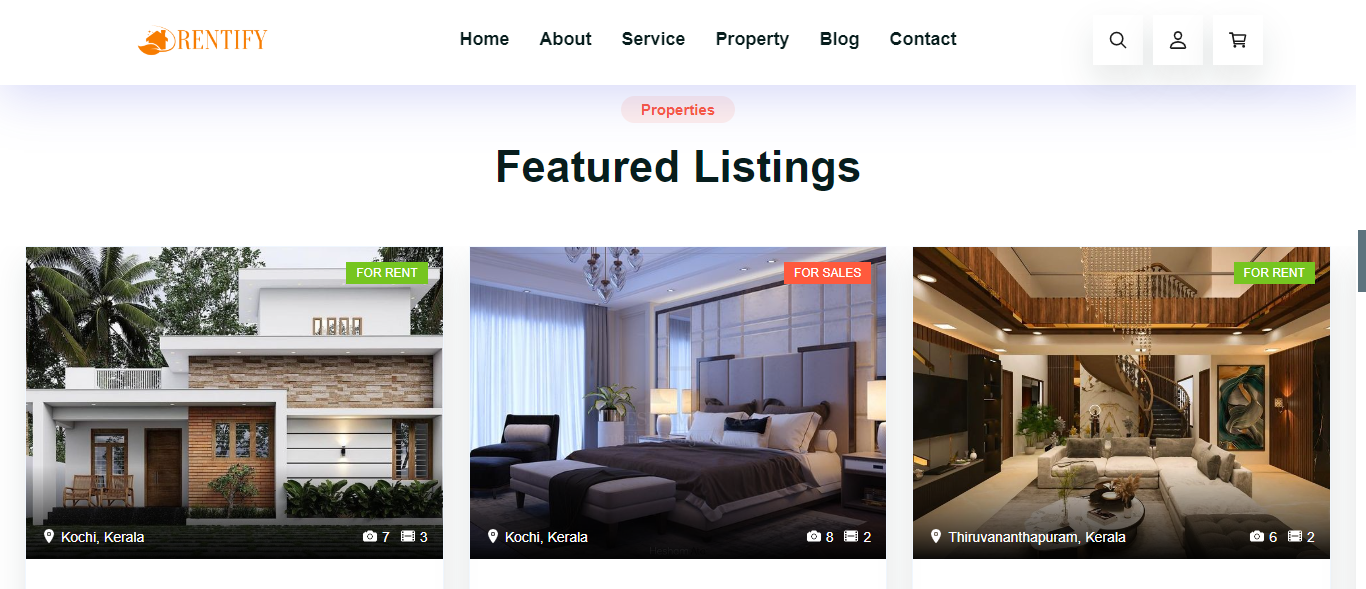 RENTIFY
Home About Service Property Blog Contact
Properties
Featured Listings
FOR RENT
Kochi, Kerala 7 3
FOR SALES
Kochi, Kerala 8 2
FOR RENT
Thiruvananthapuram, Kerala 6 2